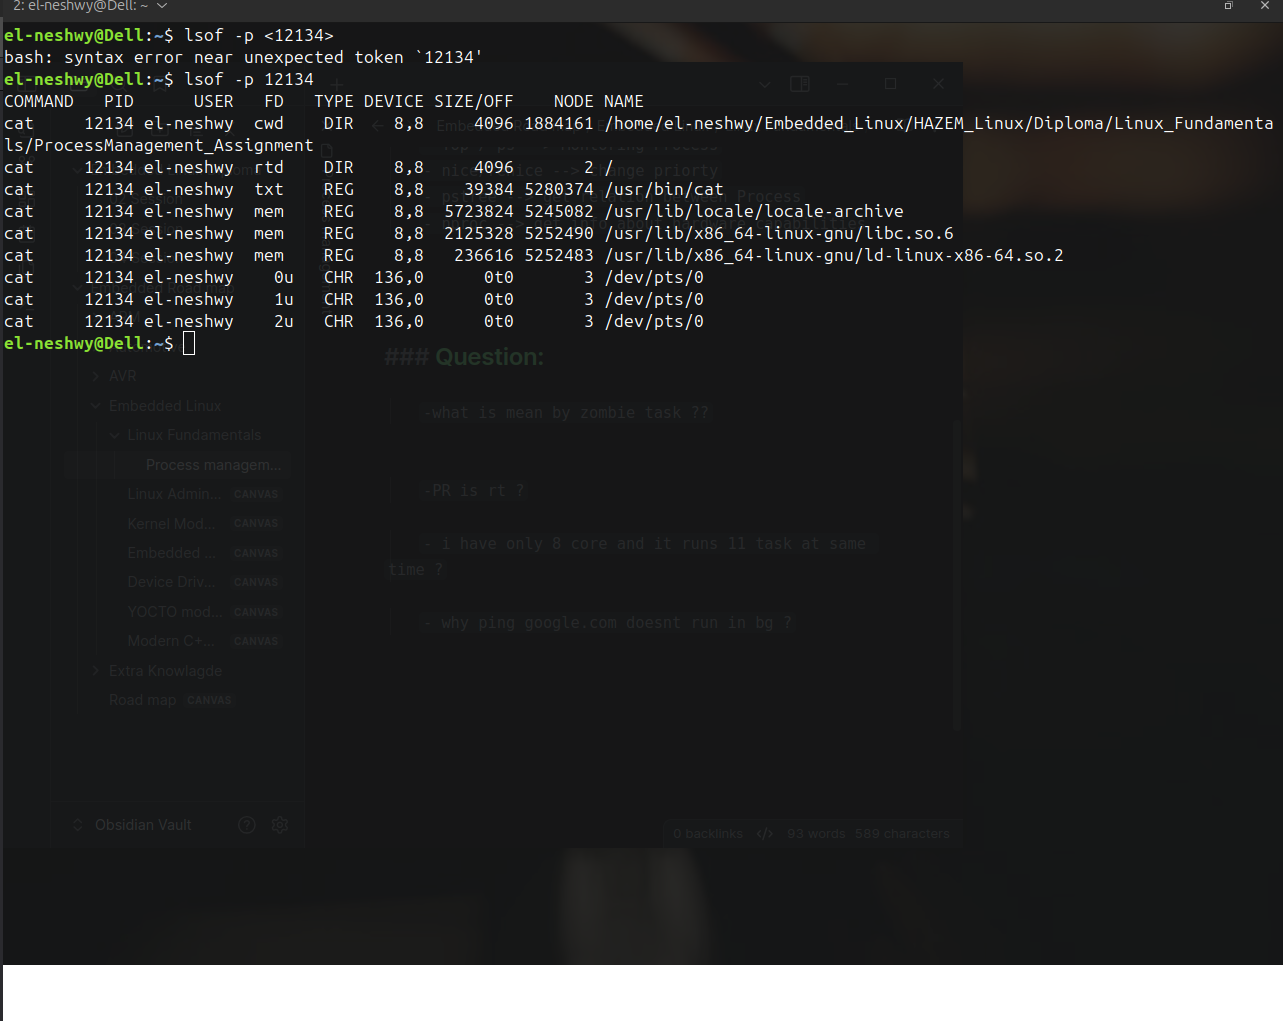 2: el-neshwy@Dell: ~
el-neshwy@Dell:~$ lsof -p <12134>
bash: syntax error near unexpected token `12134'
el-neshwy@Dell:~$ lsof -p 12134
COMMAND   PID      USER   FD   TYPE DEVICE SIZE/OFF    NODE NAME
cat     12134 el-neshwy  cwd    DIR    8,8     4096 1884161 /home/el-neshwy/Embedded_Linux/HAZEM_Linux/Diploma/Linux_Fundamenta
ls/ProcessManagement_Assignment
cat     12134 el-neshwy  rtd    DIR    8,8     4096       2 /
cat     12134 el-neshwy  txt    REG    8,8    39384 5280374 /usr/bin/cat
cat     12134 el-neshwy  mem    REG    8,8  5723824 5245082 /usr/lib/locale/locale-archive
cat     12134 el-neshwy  mem    REG    8,8  2125328 5252490 /usr/lib/x86_64-linux-gnu/libc.so.6
cat     12134 el-neshwy  mem    REG    8,8   236616 5252483 /usr/lib/x86_64-linux-gnu/ld-linux-x86-64.so.2
cat     12134 el-neshwy    0u   CHR  136,0      0t0       3 /dev/pts/0
cat     12134 el-neshwy    1u   CHR  136,0      0t0       3 /dev/pts/0
cat     12134 el-neshwy    2u   CHR  136,0      0t0       3 /dev/pts/0
el-neshwy@Dell:~$
### Question:
-what is mean by zombie task ??
-PR is rt ?
- i have only 8 core and it runs 11 task at same
time ?
- why ping google.com doesnt run in bg ?
AVR
Embedded Linux
Linux Fundamentals
Process managem...
Linux Admin... CANVAS
Kernel Mod... CANVAS
Embedded ... CANVAS
Device Driv... CANVAS
YOCTO mod... CANVAS
Modern C+... CANVAS
Extra Knowlagde
Road map CANVAS
Obsidian Vault
0 backlinks </> 93 words 589 characters